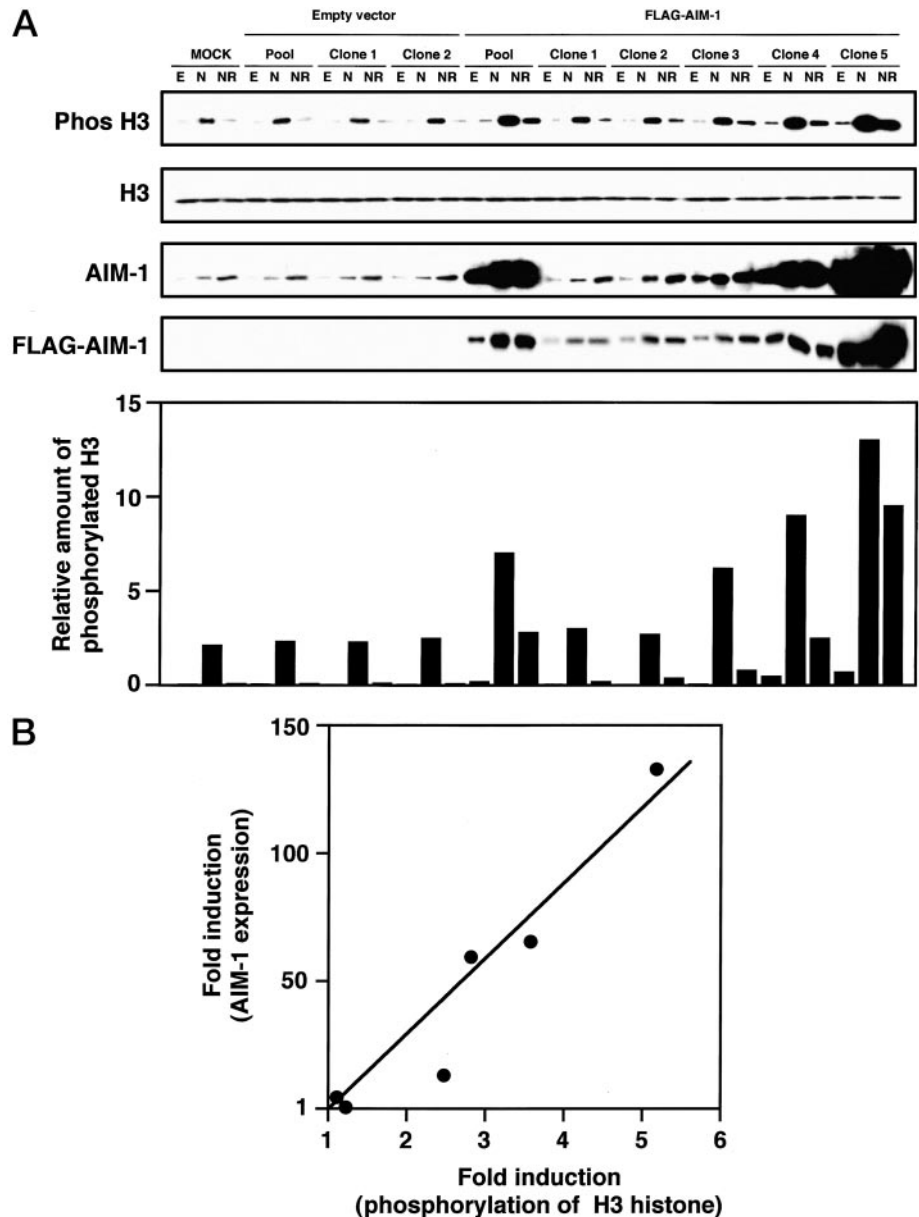 A
Empty vector FLAG-AIM-1
MOCK Pool Clone 1 Clone 2 Pool Clone 1 Clone 2 Clone 3 Clone 4 Clone 5
E N NR E N NR E N NR E N NR E N NR E N NR E N NR E N NR E N NR E N NR
Phos H3
H3
AIM-1
FLAG-AIM-1
Relative amount of
phosphorylated H3
15
10
5
0
B
Fold induction
(AIM-1 expression)
150
100
50
1
1 2 3 4 5 6
Fold induction
(phosphorylation of H3 histone)